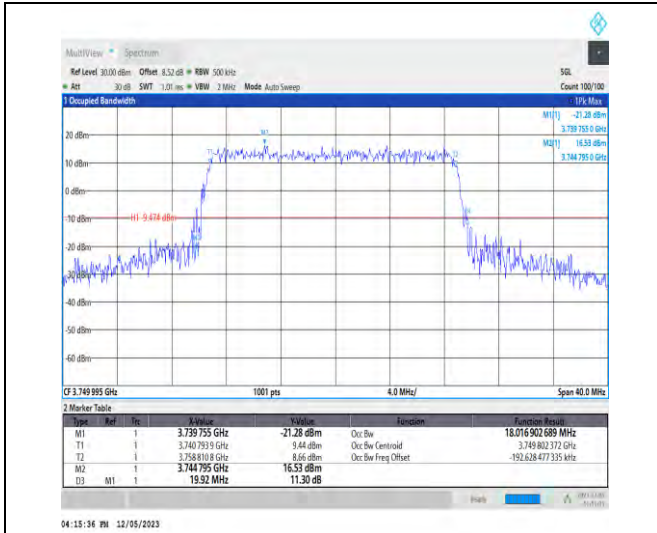 MultiView Spectrum
Ref Level 30.00 dBm Offset 8.52 dB RBW 500 kHz SGL
Att 30 dB SWT 1.01 ms VBW 2 MHz Mode Auto Sweep Count 100/100
1 Occupied Bandwidth 1Pk Max
M1[1] -21.28 dBm
3.739 755 0 GHz
M2[1] 16.53 dBm
3.744 795 0 GHz
20 dBm
10 dBm
0 dBm
-10 dBm
H1 -9.474 dBm
-20 dBm
-30 dBm
-40 dBm
-50 dBm
-60 dBm
CF 3.749 995 GHz 1001 pts 4.0 MHz/ Span 40.0 MHz
2 Marker Table
Type Ref Trc X-Value Y-Value Function Function Result
M1 1 3.739 755 GHz -21.28 dBm Occ Bw 18.016 902 689 MHz
T1 1 3.740 793 9 GHz 9.44 dBm Occ Bw Centroid 3.749 802 372 GHz
T2 1 3.758 810 8 GHz 8.66 dBm Occ Bw Freq Offset -192.628 477 335 kHz
M2 1 3.744 795 GHz 16.53 dBm
D3 M1 1 19.92 MHz 11.30 dB
04:15:36 PM 12/05/2023